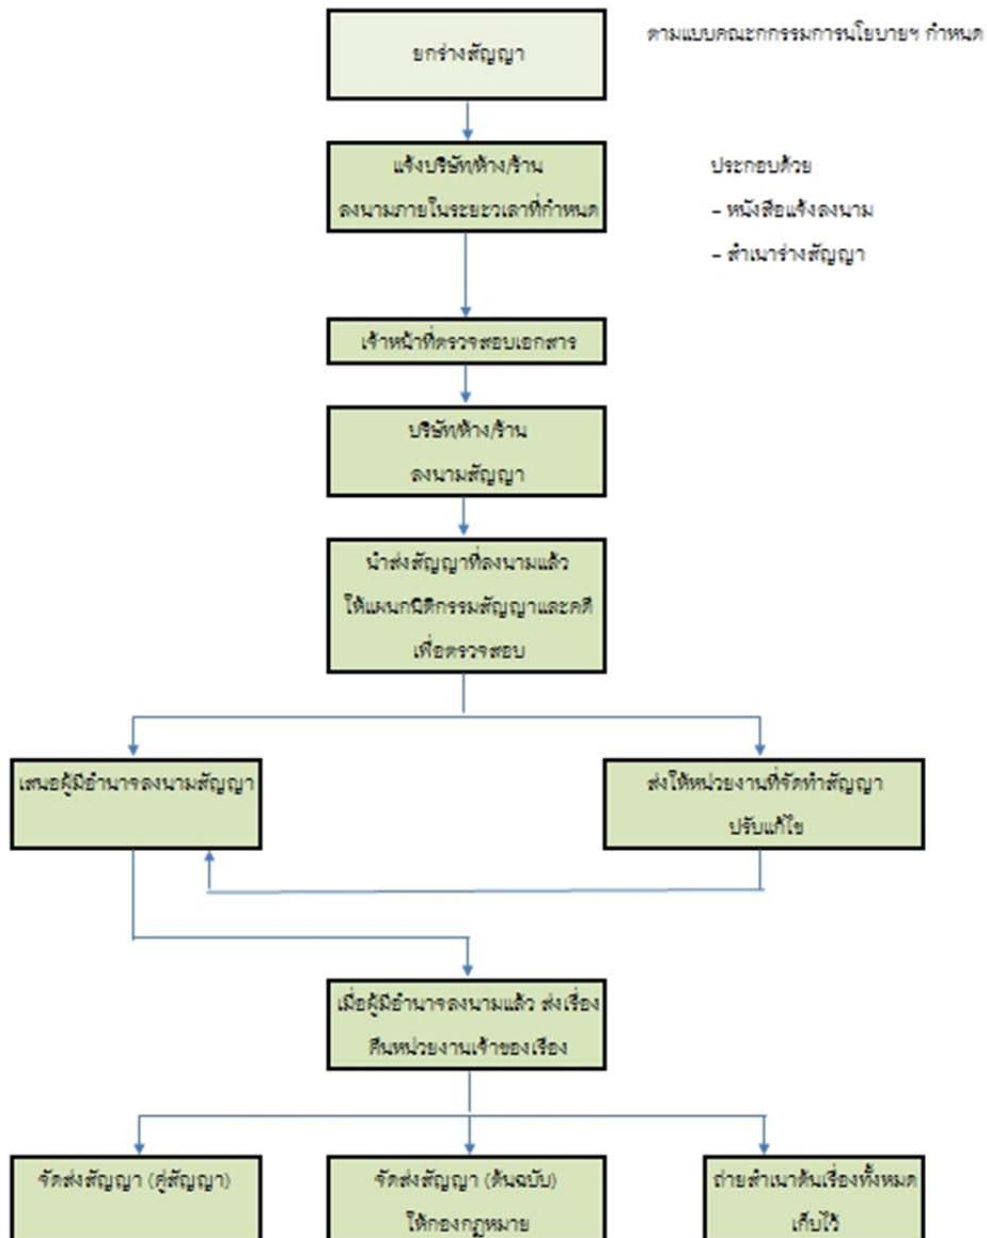 ยกร่างสัญญา
ตามแบบคณะกกรรมการนโยบายฯ กำหนด
แจ้งบริษัท/ห้าง/ร้าน
ลงนามภายในระยะวเลาที่กำหนด
ประกอบด้วย
- หนังสือแจ้งลงนาม
- สำเนาร่างสัญญา
เจ้าหน้าที่ตรวจสอบเอกสาร
บริษัท/ห้าง/ร้าน
ลงนามสัญญา
นำส่งสัญญาที่ลงนามแล้ว
ให้แผนกนิติกรรมสัญญาและคดี
เพื่อตรวจสอบ
เสนอผู้มีอำนาจลงนามสัญญา
ส่งให้หน่วยงานที่จัดทำสัญญา
ปรับแก้ไข
เมื่อผู้มีอำนาจลงนามแล้ว ส่งเรื่อง
คืนหน่วยงานเจ้าของเรื่อง
จัดส่งสัญญา (คู่สัญญา)
จัดส่งสัญญา (ต้นฉบับ)
ให้กองกฎหมาย
ถ่ายสำเนาต้นเรื่องทั้งหมด
เก็บไว้